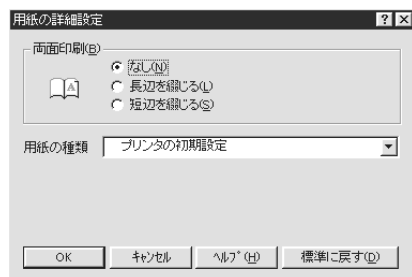 用紙の詳細設定
両面印刷(B)
なし(N)
A
長辺を綴じる(L)
短辺を綴じる(S)
用紙の種類 プリンタの初期設定
OK キャンセル ヘルプ(H) 標準に戻す(D)